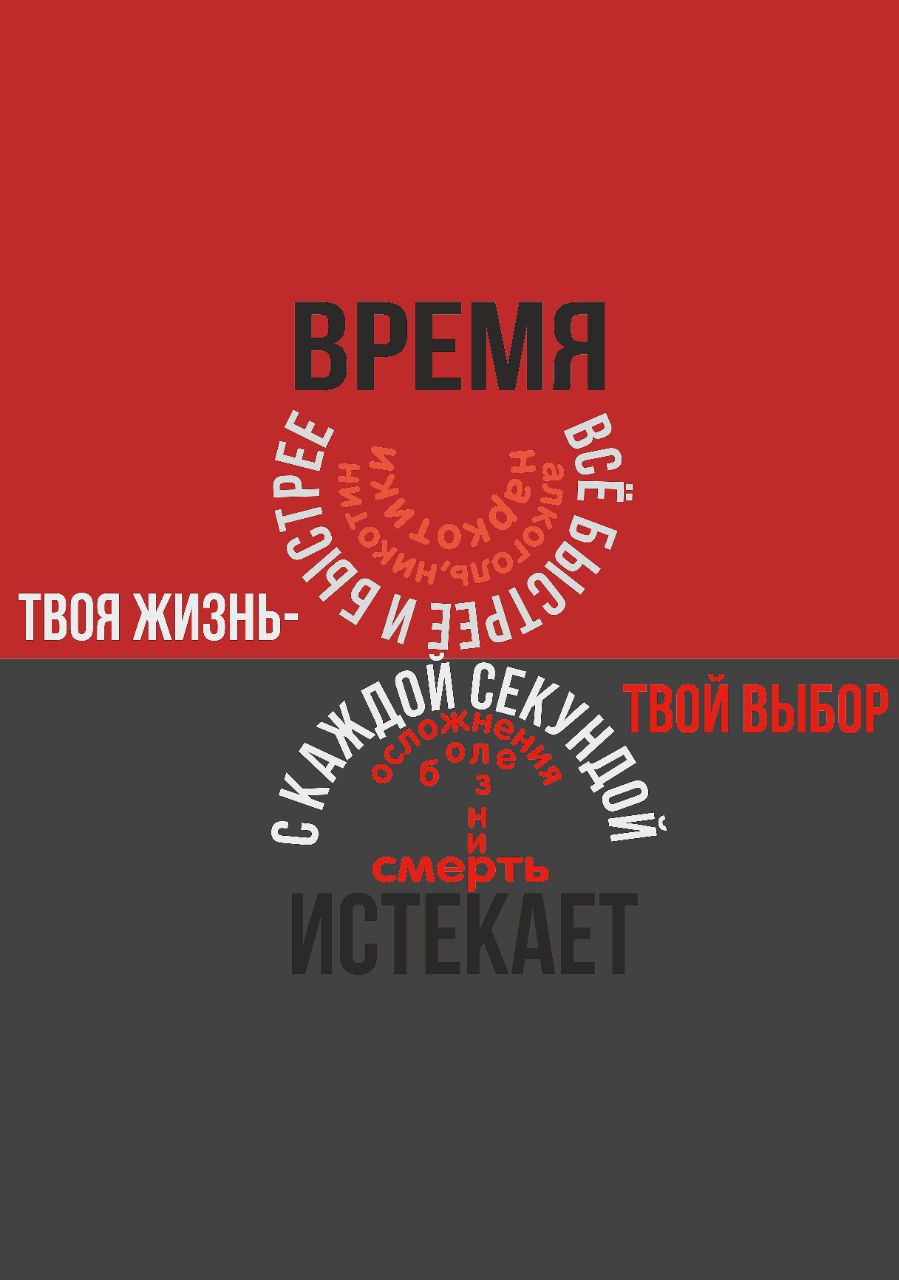 ВРЕМЯ
ВСЁ БЫСТРЕЕ И БЫСТРЕЕ
алкоголь,никотин
наркотики
ТВОЯ ЖИЗНЬ-
ТВОЙ ВЫБОР
С КАЖДОЙ СЕКУНДОЙ
осложнения
болезни
смерть
ИСТЕКАЕТ